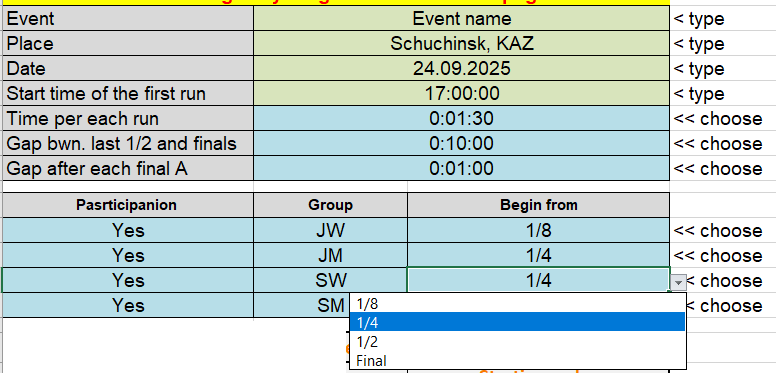 Event Event name < type
Place Schuchinsk, KAZ < type
Date 24.09.2025 < type
Start time of the first run 17:00:00 < type
Time per each run 0:01:30 << choose
Gap bwn. last 1/2 and finals 0:10:00 << choose
Gap after each final A 0:01:00 << choose
Pasrticipanion Group Begin from
Yes JW 1/8 << choose
Yes JM 1/4 << choose
Yes SW 1/4 < choose
Yes SM < choose
1/8
1/4
1/2
Final